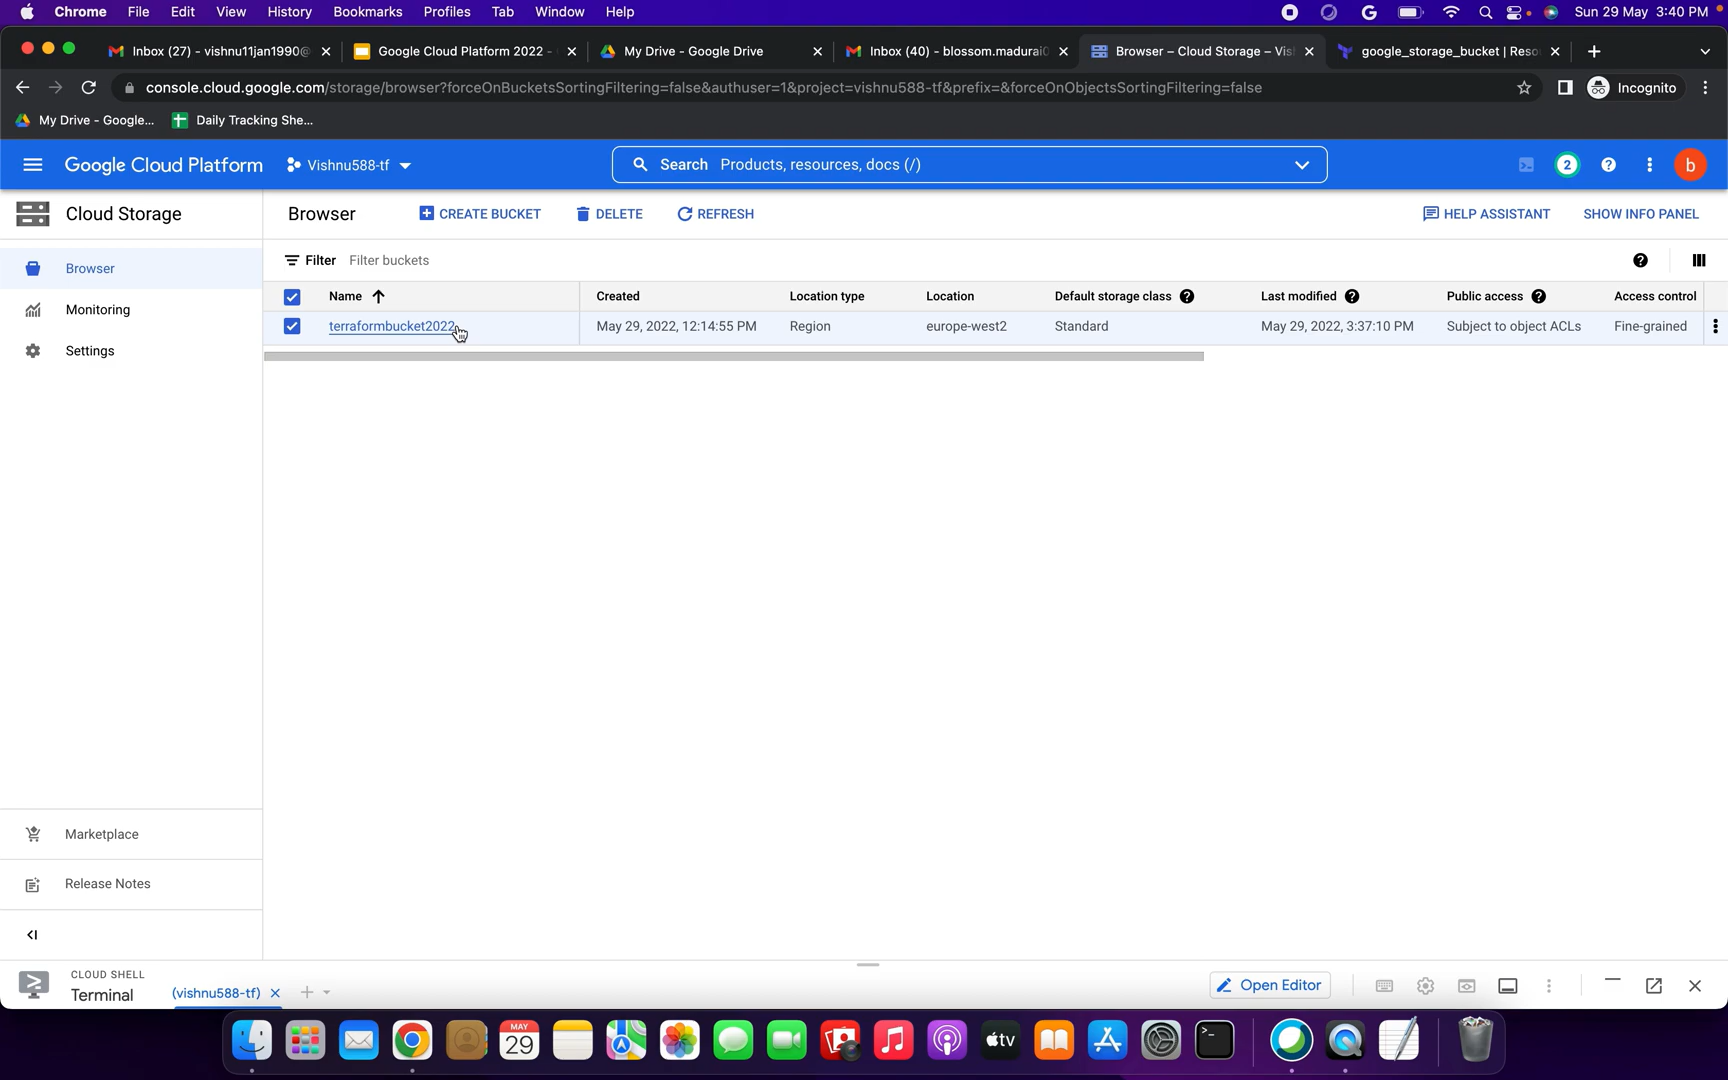 Chrome File Edit View History Bookmarks Profiles Tab Window Help Sun 29 May 3:40 PM
Inbox (27) - vishnu11jan1990@ Google Cloud Platform 2022 - My Drive - Google Drive Inbox (40) - blossom.madurai0 Browser – Cloud Storage – Vis google_storage_bucket | Reso
console.cloud.google.com/storage/browser?forceOnBucketsSortingFiltering=false&authuser=1&project=vishnu588-tf&prefix=&forceOnObjectsSortingFiltering=false Incognito
My Drive - Google... Daily Tracking She...
Google Cloud Platform Vishnu588-tf Search Products, resources, docs (/) 2 b
Cloud Storage Browser CREATE BUCKET DELETE REFRESH HELP ASSISTANT SHOW INFO PANEL
Browser
Monitoring
Settings
Filter Filter buckets
Name Created Location type Location Default storage class Last modified Public access Access control
terraformbucket2022 May 29, 2022, 12:14:55 PM Region europe-west2 Standard May 29, 2022, 3:37:10 PM Subject to object ACLs Fine-grained
Marketplace
Release Notes
CLOUD SHELL
Terminal (vishnu588-tf) Open Editor
MAY
29
tv